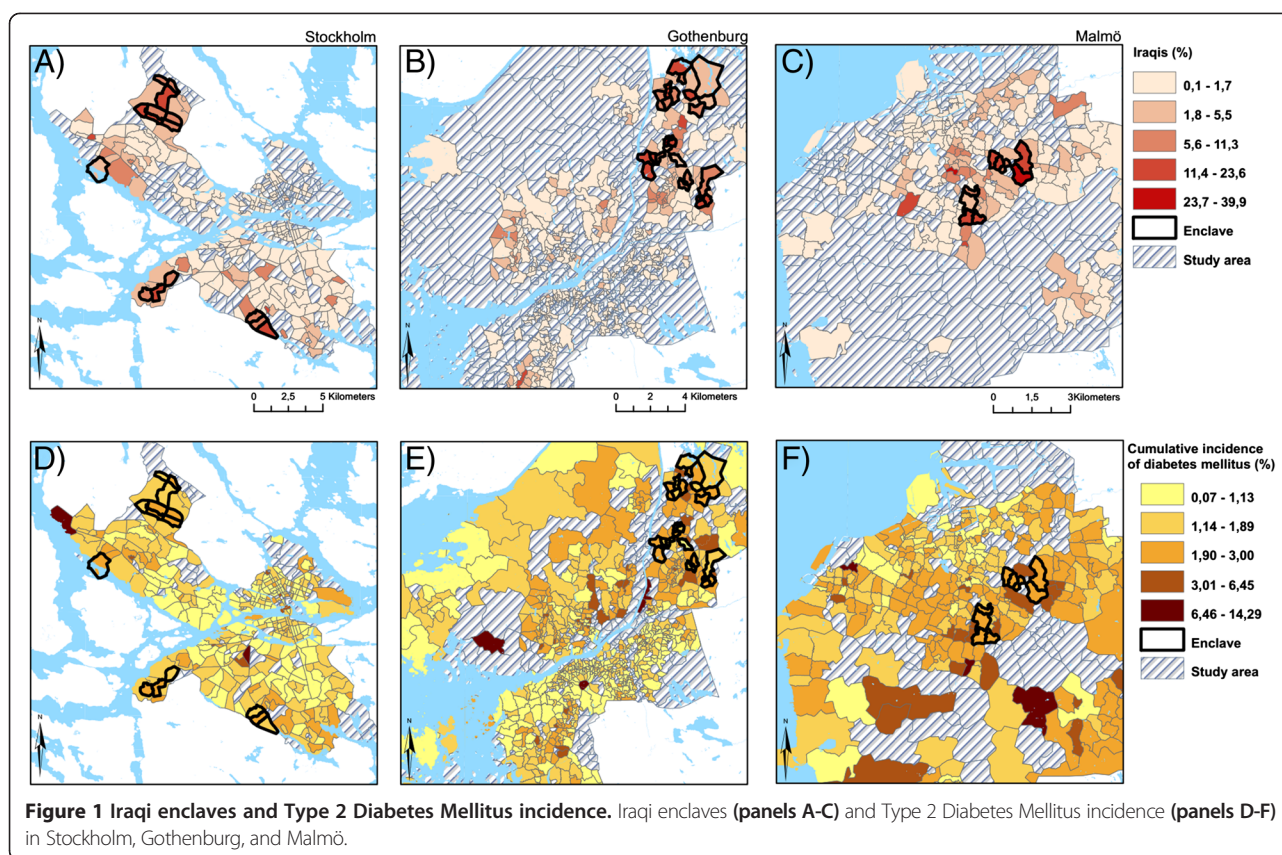 Stockholm
A)
N
0 2,5 5 Kilometers
Gothenburg
B)
N
0 2 4 Kilometers
Malmö
C)
N
0 1,5 3Kilometers
Iraqis (%)
0,1 - 1,7
1,8 - 5,5
5,6 - 11,3
11,4 - 23,6
23,7 - 39,9
Enclave
Study area
D)
N
E)
N
F)
N
Cumulative incidence
of diabetes mellitus (%)
0,07 - 1,13
1,14 - 1,89
1,90 - 3,00
3,01 - 6,45
6,46 - 14,29
Enclave
Study area
Figure 1 Iraqi enclaves and Type 2 Diabetes Mellitus incidence. Iraqi enclaves (panels A-C) and Type 2 Diabetes Mellitus incidence (panels D-F)
in Stockholm, Gothenburg, and Malmö.